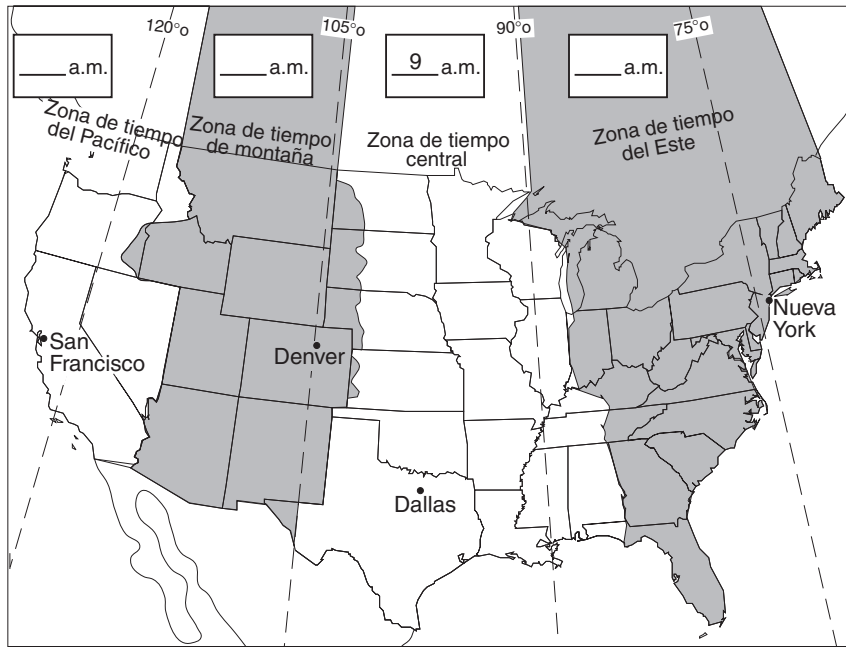 120°o
105°o
90°o
75°o
____ a.m.
____ a.m.
9 a.m.
____ a.m.
Zona de tiempo
del Pacífico
Zona de tiempo
de montaña
Zona de tiempo
central
Zona de tiempo
del Este
San
Francisco
Denver
Dallas
Nueva
York